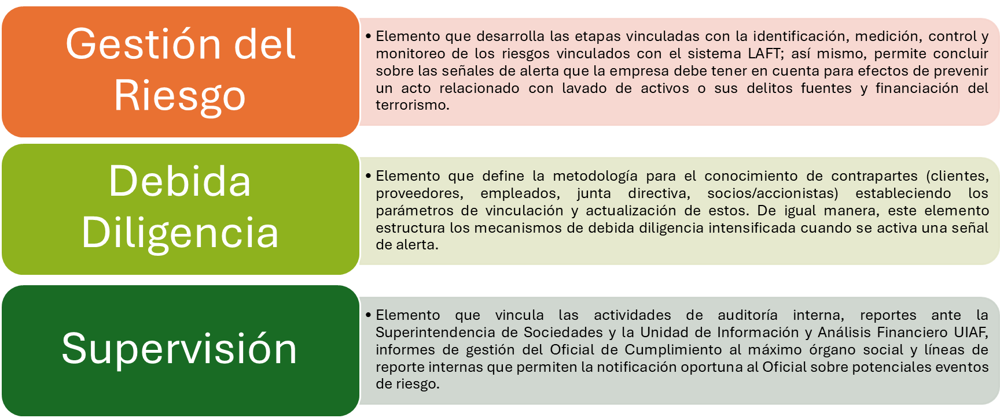 Gestión del
Riesgo
• Elemento que desarrolla las etapas vinculadas con la identificación, medición, control y
monitoreo de los riesgos vinculados con el sistema LAFT; así mismo, permite concluir
sobre las señales de alerta que la empresa debe tener en cuenta para efectos de prevenir
un acto relacionado con lavado de activos o sus delitos fuentes y financiación del
terrorismo.
Debida
Diligencia
• Elemento que define la metodología para el conocimiento de contrapartes (clientes,
proveedores, empleados, junta directiva, socios/accionistas) estableciendo los
parámetros de vinculación y actualización de estos. De igual manera, este elemento
estructura los mecanismos de debida diligencia intensificada cuando se activa una señal
de alerta.
Supervisión
• Elemento que vincula las actividades de auditoría interna, reportes ante la
Superintendencia de Sociedades y la Unidad de Información y Análisis Financiero UIAF,
informes de gestión del Oficial de Cumplimiento al máximo órgano social y líneas de
reporte internas que permiten la notificación oportuna al Oficial sobre potenciales eventos
de riesgo.